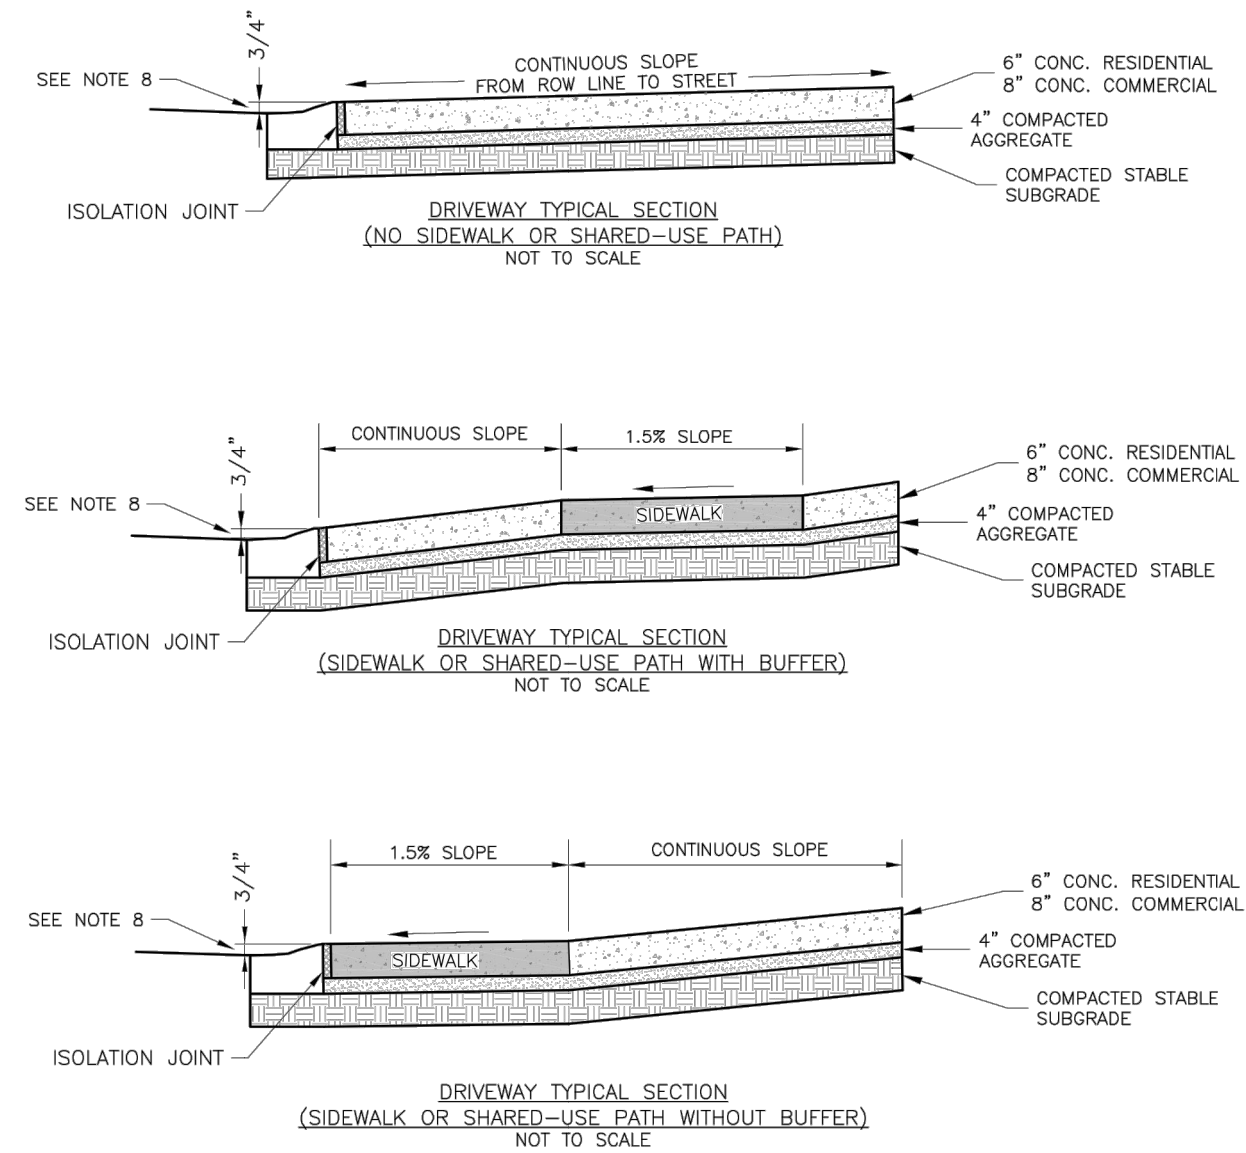 3/4"
SEE NOTE 8
CONTINUOUS SLOPE
FROM ROW LINE TO STREET
6" CONC. RESIDENTIAL
8" CONC. COMMERCIAL
4" COMPACTED
AGGREGATE
COMPACTED STABLE
SUBGRADE
ISOLATION JOINT
DRIVEWAY TYPICAL SECTION
(NO SIDEWALK OR SHARED-USE PATH)
NOT TO SCALE
3/4"
CONTINUOUS SLOPE
1.5% SLOPE
6" CONC. RESIDENTIAL
8" CONC. COMMERCIAL
SEE NOTE 8
SIDEWALK
4" COMPACTED
AGGREGATE
COMPACTED STABLE
SUBGRADE
ISOLATION JOINT
DRIVEWAY TYPICAL SECTION
(SIDEWALK OR SHARED-USE PATH WITH BUFFER)
NOT TO SCALE
3/4"
1.5% SLOPE
CONTINUOUS SLOPE
6" CONC. RESIDENTIAL
8" CONC. COMMERCIAL
SEE NOTE 8
SIDEWALK
4" COMPACTED
AGGREGATE
COMPACTED STABLE
SUBGRADE
ISOLATION JOINT
DRIVEWAY TYPICAL SECTION
(SIDEWALK OR SHARED-USE PATH WITHOUT BUFFER)
NOT TO SCALE